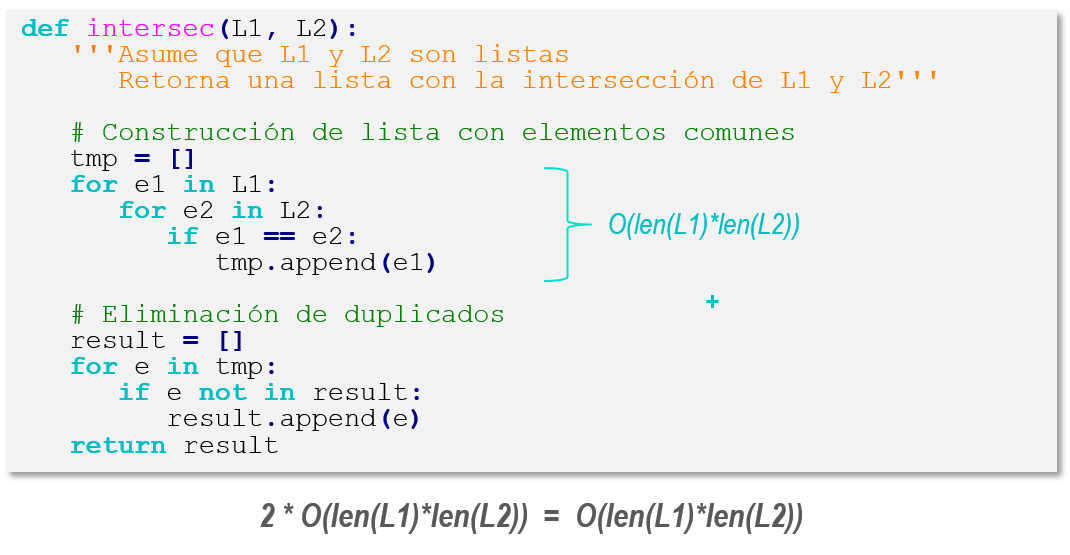 def intersec(L1, L2):
   '''Asume que L1 y L2 son listas
      Retorna una lista con la intersección de L1 y L2'''
   # Construcción de lista con elementos comunes
   tmp = []
   for e1 in L1:
      for e2 in L2:
         if e1 == e2:
            tmp.append(e1)
O(len(L1)*len(L2))
+
   # Eliminación de duplicados
   result = []
   for e in tmp:
      if e not in result:
         result.append(e)
   return result
2 * O(len(L1)*len(L2)) = O(len(L1)*len(L2))